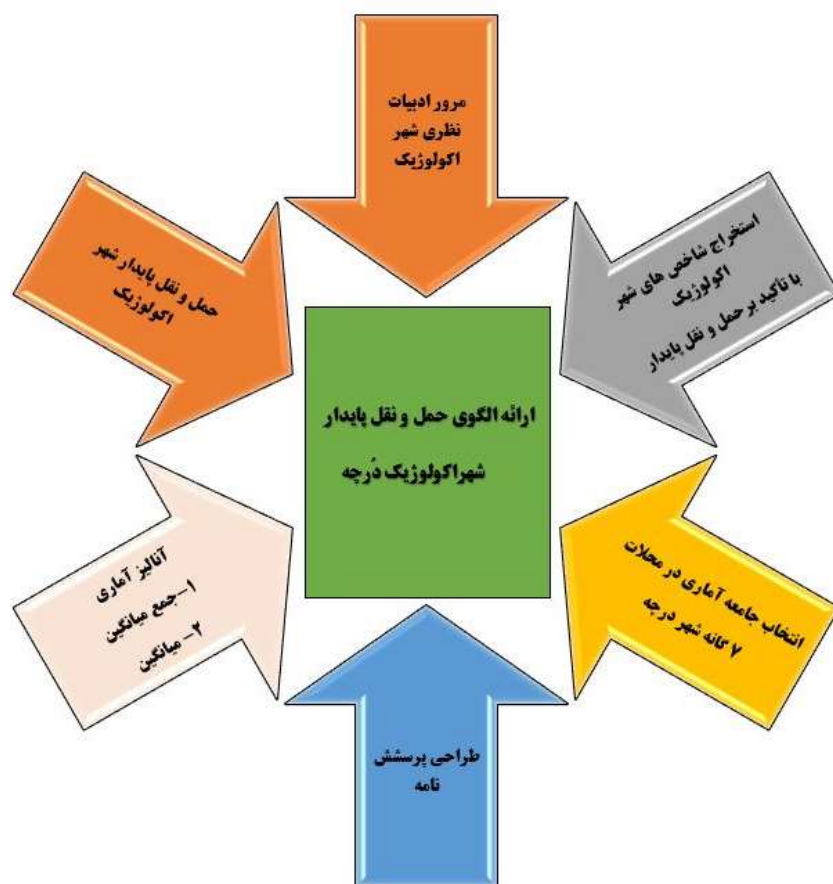 مرور ادبیات
نظری شهر
اکولوژیک
استخراج شاخص های شهر
اکولوژیک
با تأکید بر حمل و نقل پایدار
حمل و نقل پایدار شهر
اکولوژیک
ارائه الگوی حمل و نقل پایدار
شهراکولوژیک دُرچه
انتخاب جامعه آماری در محلات
۷ گانه شهر درچه
آنالیز آماری
۱-جمع میانگین
۲- میانگین
طراحی پرسشش
نامه